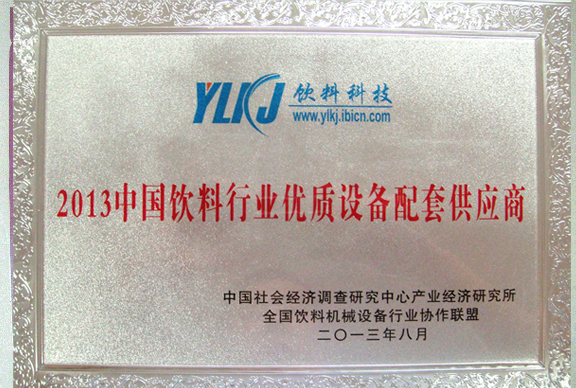 YLKJ 饮料科技
www.ylkj.ibicn.com
2013中国饮料行业优质设备配套供应商
中国社会经济调查研究中心产业经济研究所
全国饮料机械设备行业协作联盟
二〇一三年八月